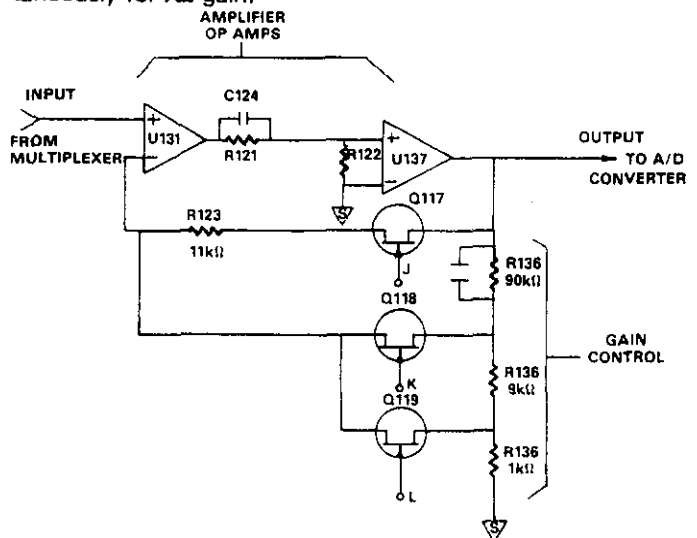 AMPLIFIER
OP AMPS
INPUT
FROM
MULTIPLEXER
+
U131
−
C124
R121
R122
+
U137
−
OUTPUT
TO A/D
CONVERTER
S
Q117
R123
11kΩ
J
R136
90kΩ
Q118
K
GAIN
CONTROL
R136
9kΩ
Q119
L
R136
1kΩ
S